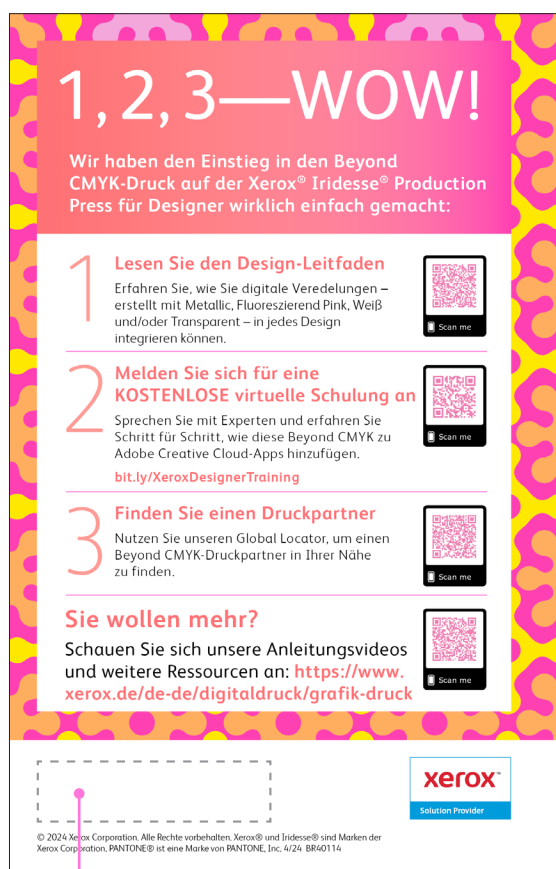 1, 2, 3—WOW!
Wir haben den Einstieg in den Beyond
CMYK-Druck auf der Xerox® Iridesse® Production
Press für Designer wirklich einfach gemacht:
1
Lesen Sie den Design-Leitfaden
Erfahren Sie, wie Sie digitale Veredelungen –
erstellt mit Metallic, Fluoreszierend Pink, Weiß
und/oder Transparent – in jedes Design
integrieren können.
Scan me
2
Melden Sie sich für eine
KOSTENLOSE virtuelle Schulung an
Sprechen Sie mit Experten und erfahren Sie
Schritt für Schritt, wie diese Beyond CMYK zu
Adobe Creative Cloud-Apps hinzufügen.
bit.ly/XeroxDesignerTraining
Scan me
3
Finden Sie einen Druckpartner
Nutzen Sie unseren Global Locator, um einen
Beyond CMYK-Druckpartner in Ihrer Nähe
zu finden.
Scan me
Sie wollen mehr?
Schauen Sie sich unsere Anleitungsvideos
und weitere Ressourcen an: https://www.
xerox.de/de-de/digitaldruck/grafik-druck
Scan me
xerox™
Solution Provider
© 2024 Xerox Corporation. Alle Rechte vorbehalten. Xerox® und Iridesse® sind Marken der
Xerox Corporation, PANTONE® ist eine Marke von PANTONE, Inc. 4/24 BR40114